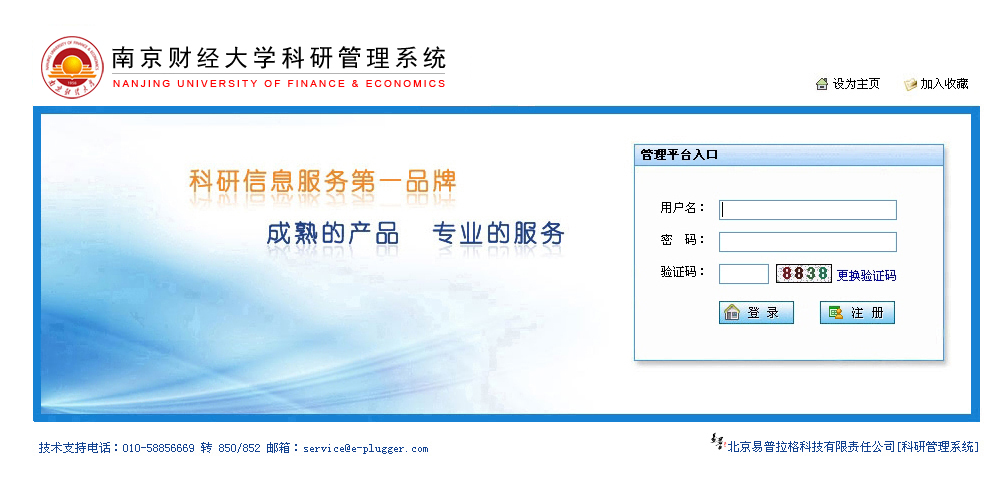 南京财经大学科研管理系统
NANJING UNIVERSITY OF FINANCE & ECONOMICS
设为主页 加入收藏
科研信息服务第一品牌
成熟的产品 专业的服务
管理平台入口
用户名：
密 码：
验证码： 8838 更换验证码
登 录 注 册
技术支持电话：010-58856669 转 850/852 邮箱：service@e-plugger.com
北京易普拉格科技有限责任公司[科研管理系统]